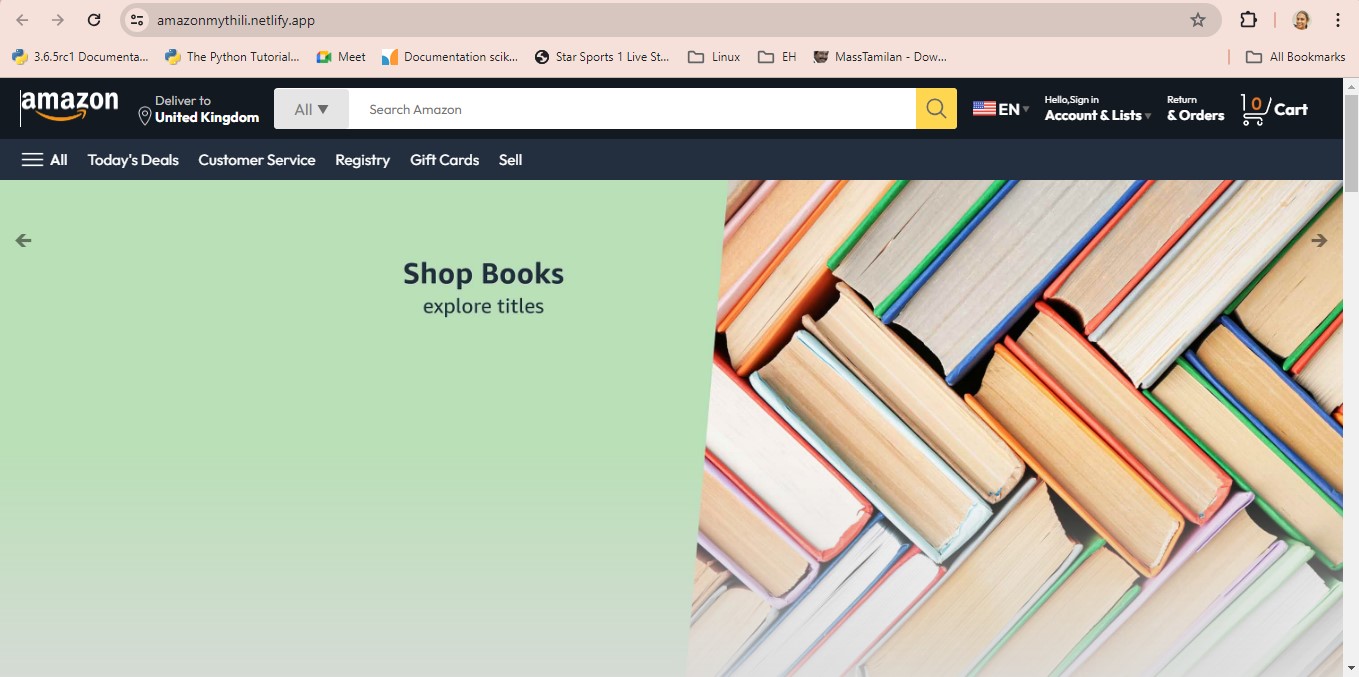 amazonmythili.netlify.app
3.6.5rc1 Documenta... The Python Tutorial... Meet Documentation scik... Star Sports 1 Live St... Linux EH MassTamilan - Dow... All Bookmarks
amazon
Deliver to
United Kingdom
All ▼ Search Amazon
EN
Hello,Sign in
Account & Lists
Return
& Orders
0 Cart
All Today's Deals Customer Service Registry Gift Cards Sell
Shop Books
explore titles